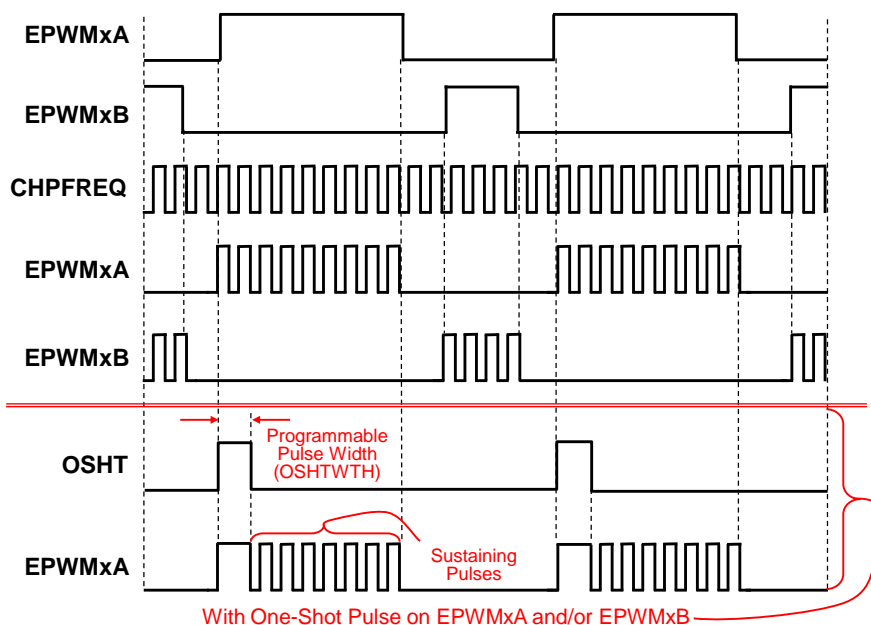 EPWMxA
EPWMxB
CHPFREQ
EPWMxA
EPWMxB
OSHT
Programmable
Pulse Width
(OSHTWTH)
EPWMxA
Sustaining
Pulses
With One-Shot Pulse on EPWMxA and/or EPWMxB